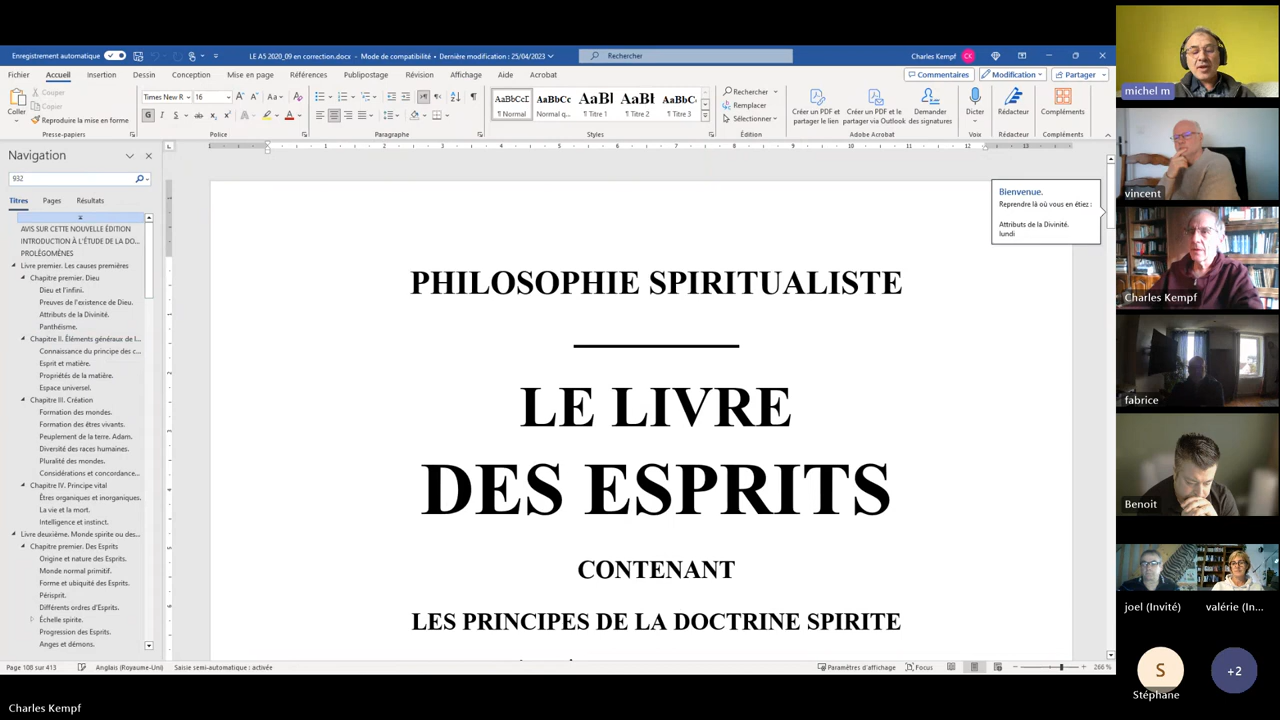 Enregistrement automatique
LE A5 2020_09 en correction.docx - Mode de compatibilité • Dernière modification : 25/04/2023
Rechercher
Charles Kempf
CK
Fichier Accueil Insertion Dessin Conception Mise en page Références Publipostage Révision Affichage Aide Acrobat
Commentaires Modification Partager
Coller
Couper
Copier
Reproduire la mise en forme
Presse-papiers
Times New R 16
Police
Paragraphe
AaBbCcD AaBbCc AaBl AaBbl AaBbC
Normal Normal q... Titre 1 Titre 2 Titre 3
Styles
Rechercher
Remplacer
Sélectionner
Édition
Créer un PDF et partager le lien
Créer un PDF et partager via Outlook
Demander des signatures
Adobe Acrobat
Dicter
Voix
Rédacteur
Rédacteur
Compléments
Compléments
Navigation
932
Titres Pages Résultats
AVIS SUR CETTE NOUVELLE ÉDITION
INTRODUCTION À L'ÉTUDE DE LA DO...
PROLÉGOMÈNES
Livre premier. Les causes premières
Chapitre premier. Dieu
Dieu et l'infini.
Preuves de l'existence de Dieu.
Attributs de la Divinité.
Panthéisme.
Chapitre II. Éléments généraux de l...
Connaissance du principe des c...
Esprit et matière.
Propriétés de la matière.
Espace universel.
Chapitre III. Création
Formation des mondes.
Formation des êtres vivants.
Peuplement de la terre. Adam.
Diversité des races humaines.
Pluralité des mondes.
Considérations et concordance...
Chapitre IV. Principe vital
Êtres organiques et inorganiques.
La vie et la mort.
Intelligence et instinct.
Livre deuxième. Monde spirite ou des...
Chapitre premier. Des Esprits
Origine et nature des Esprits.
Monde normal primitif.
Forme et ubiquité des Esprits.
Périsprit.
Différents ordres d'Esprits.
Échelle spirite.
Progression des Esprits.
Anges et démons.
Bienvenue.
Reprendre là où vous en étiez :
Attributs de la Divinité.
lundi
PHILOSOPHIE SPIRITUALISTE
LE LIVRE
DES ESPRITS
CONTENANT
LES PRINCIPES DE LA DOCTRINE SPIRITE
Page 108 sur 413 Anglais (Royaume-Uni) Saisie semi-automatique : activée
Paramètres d'affichage Focus 266 %
Charles Kempf
michel m
vincent
Charles Kempf
fabrice
Benoit
joel (Invité) valérie (In...
S
Stéphane
+2